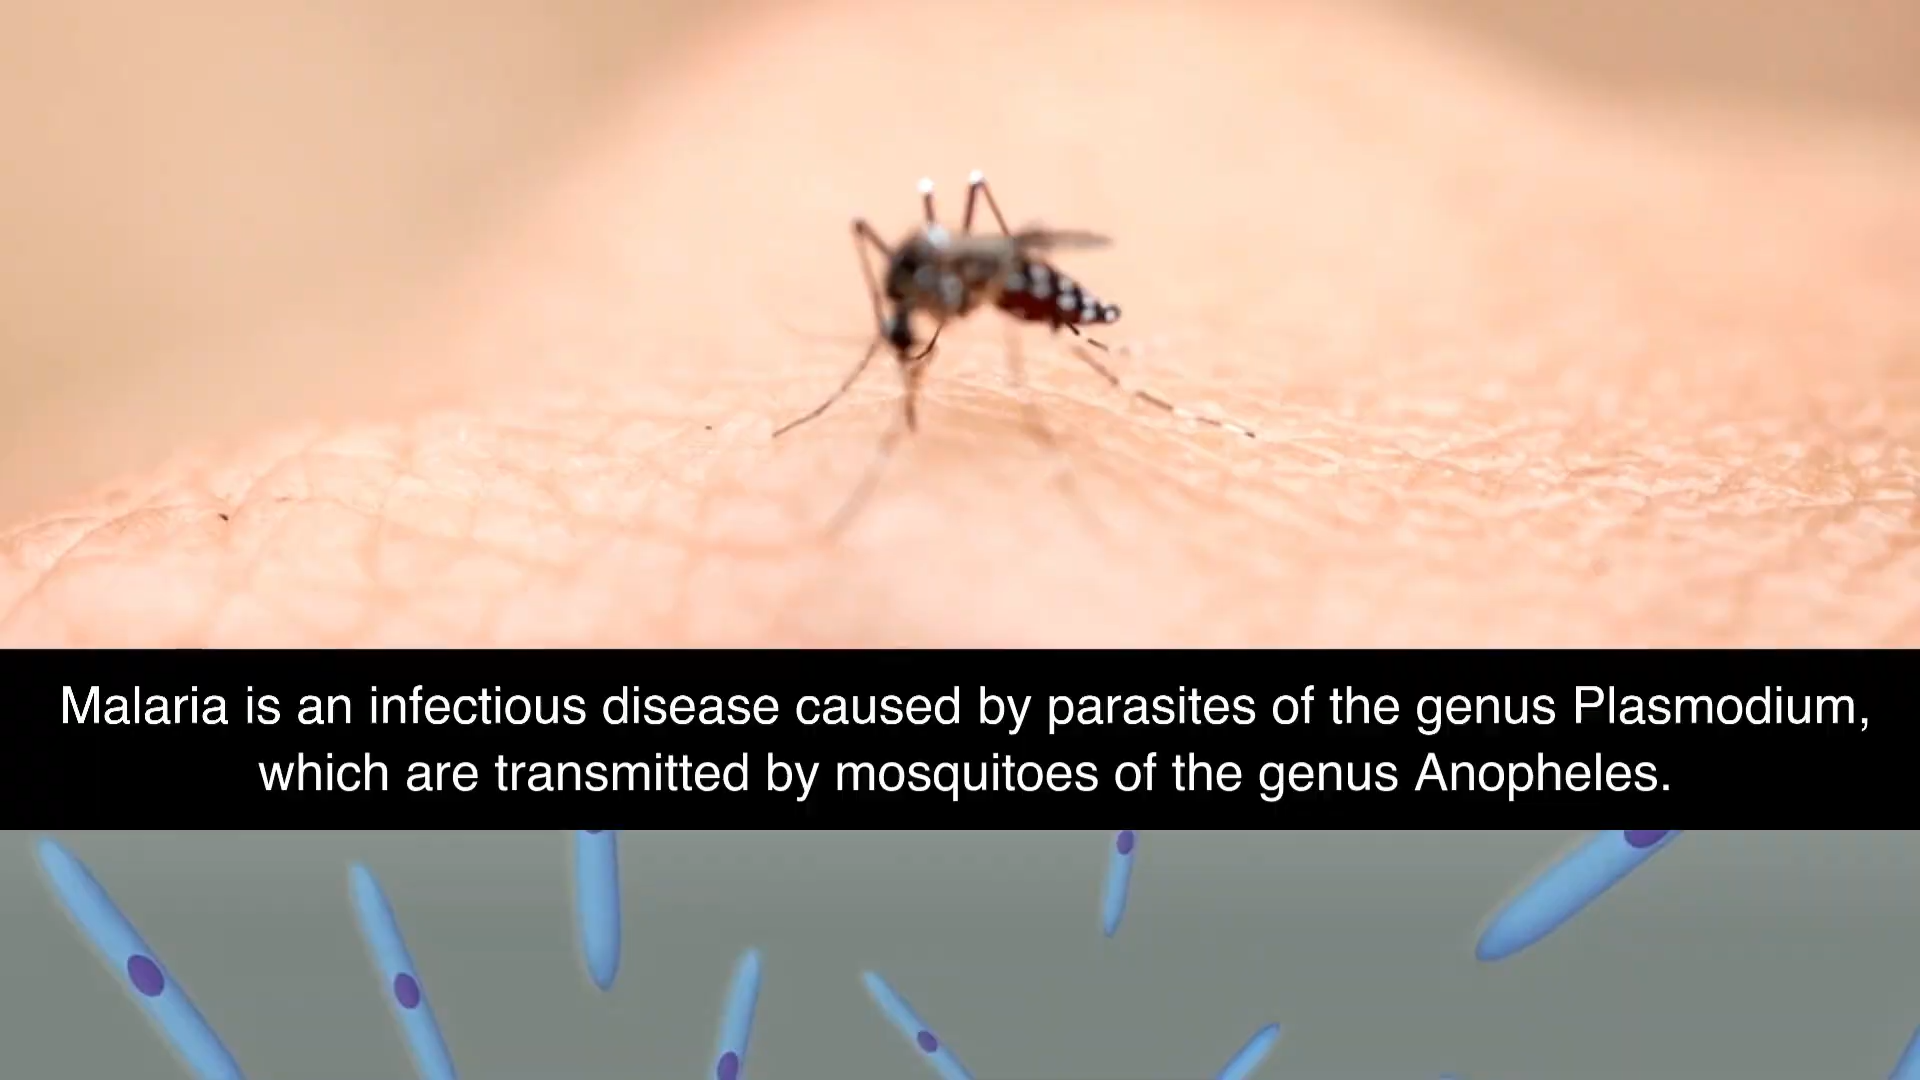 Malaria is an infectious disease caused by parasites of the genus Plasmodium,
which are transmitted by mosquitoes of the genus Anopheles.